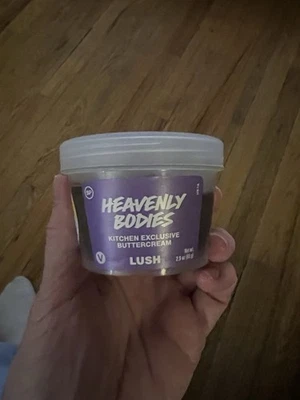 HEAVENLY
BODIES
KITCHEN EXCLUSIVE
BUTTERCREAM
V
LUSH